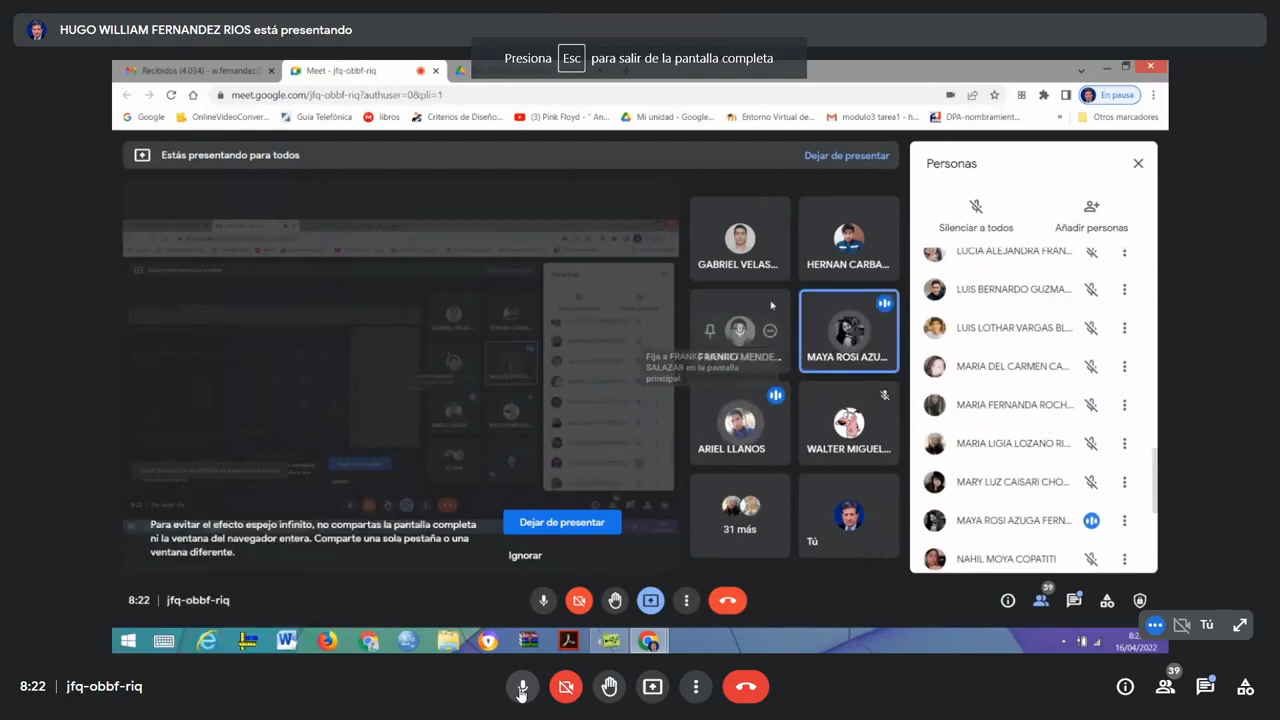 HUGO WILLIAM FERNANDEZ RIOS está presentando
Presiona Esc para salir de la pantalla completa
Recibidos (4.034) - w.fernandez
Meet - jfq-obbf-riq
meet.google.com/jfq-obbf-riq?authuser=0&pli=1
En pausa
Google
OnlineVideoConver...
Guía Telefónica
libros
Criterios de Diseño...
(3) Pink Floyd - " An...
Mi unidad - Google...
Entorno Virtual de...
modulo3 tarea1 - h...
DPA-nombramient...
»
Otros marcadores
Estás presentando para todos
Dejar de presentar
Personas
Silenciar a todos
Añadir personas
GABRIEL VELAS...
HERNAN CARBA...
LUCIA ALEJANDRA FRAN...
LUIS BERNARDO GUZMA...
LUIS LOTHAR VARGAS BL...
MAYA ROSI AZU...
MARIA DEL CARMEN CA...
MARIA FERNANDA ROCH...
ARIEL LLANOS
WALTER MIGUEL...
MARIA LIGIA LOZANO RI...
MARY LUZ CAISARI CHO...
MAYA ROSI AZUGA FERN...
31 más
Tú
NAHIL MOYA COPATITI
Para evitar el efecto espejo infinito, no compartas la pantalla completa
ni la ventana del navegador entera. Comparte una sola pestaña o una
ventana diferente.
Dejar de presentar
Ignorar
8:22 jfq-obbf-riq
39
Tú
16/04/2022
8:22 jfq-obbf-riq
39